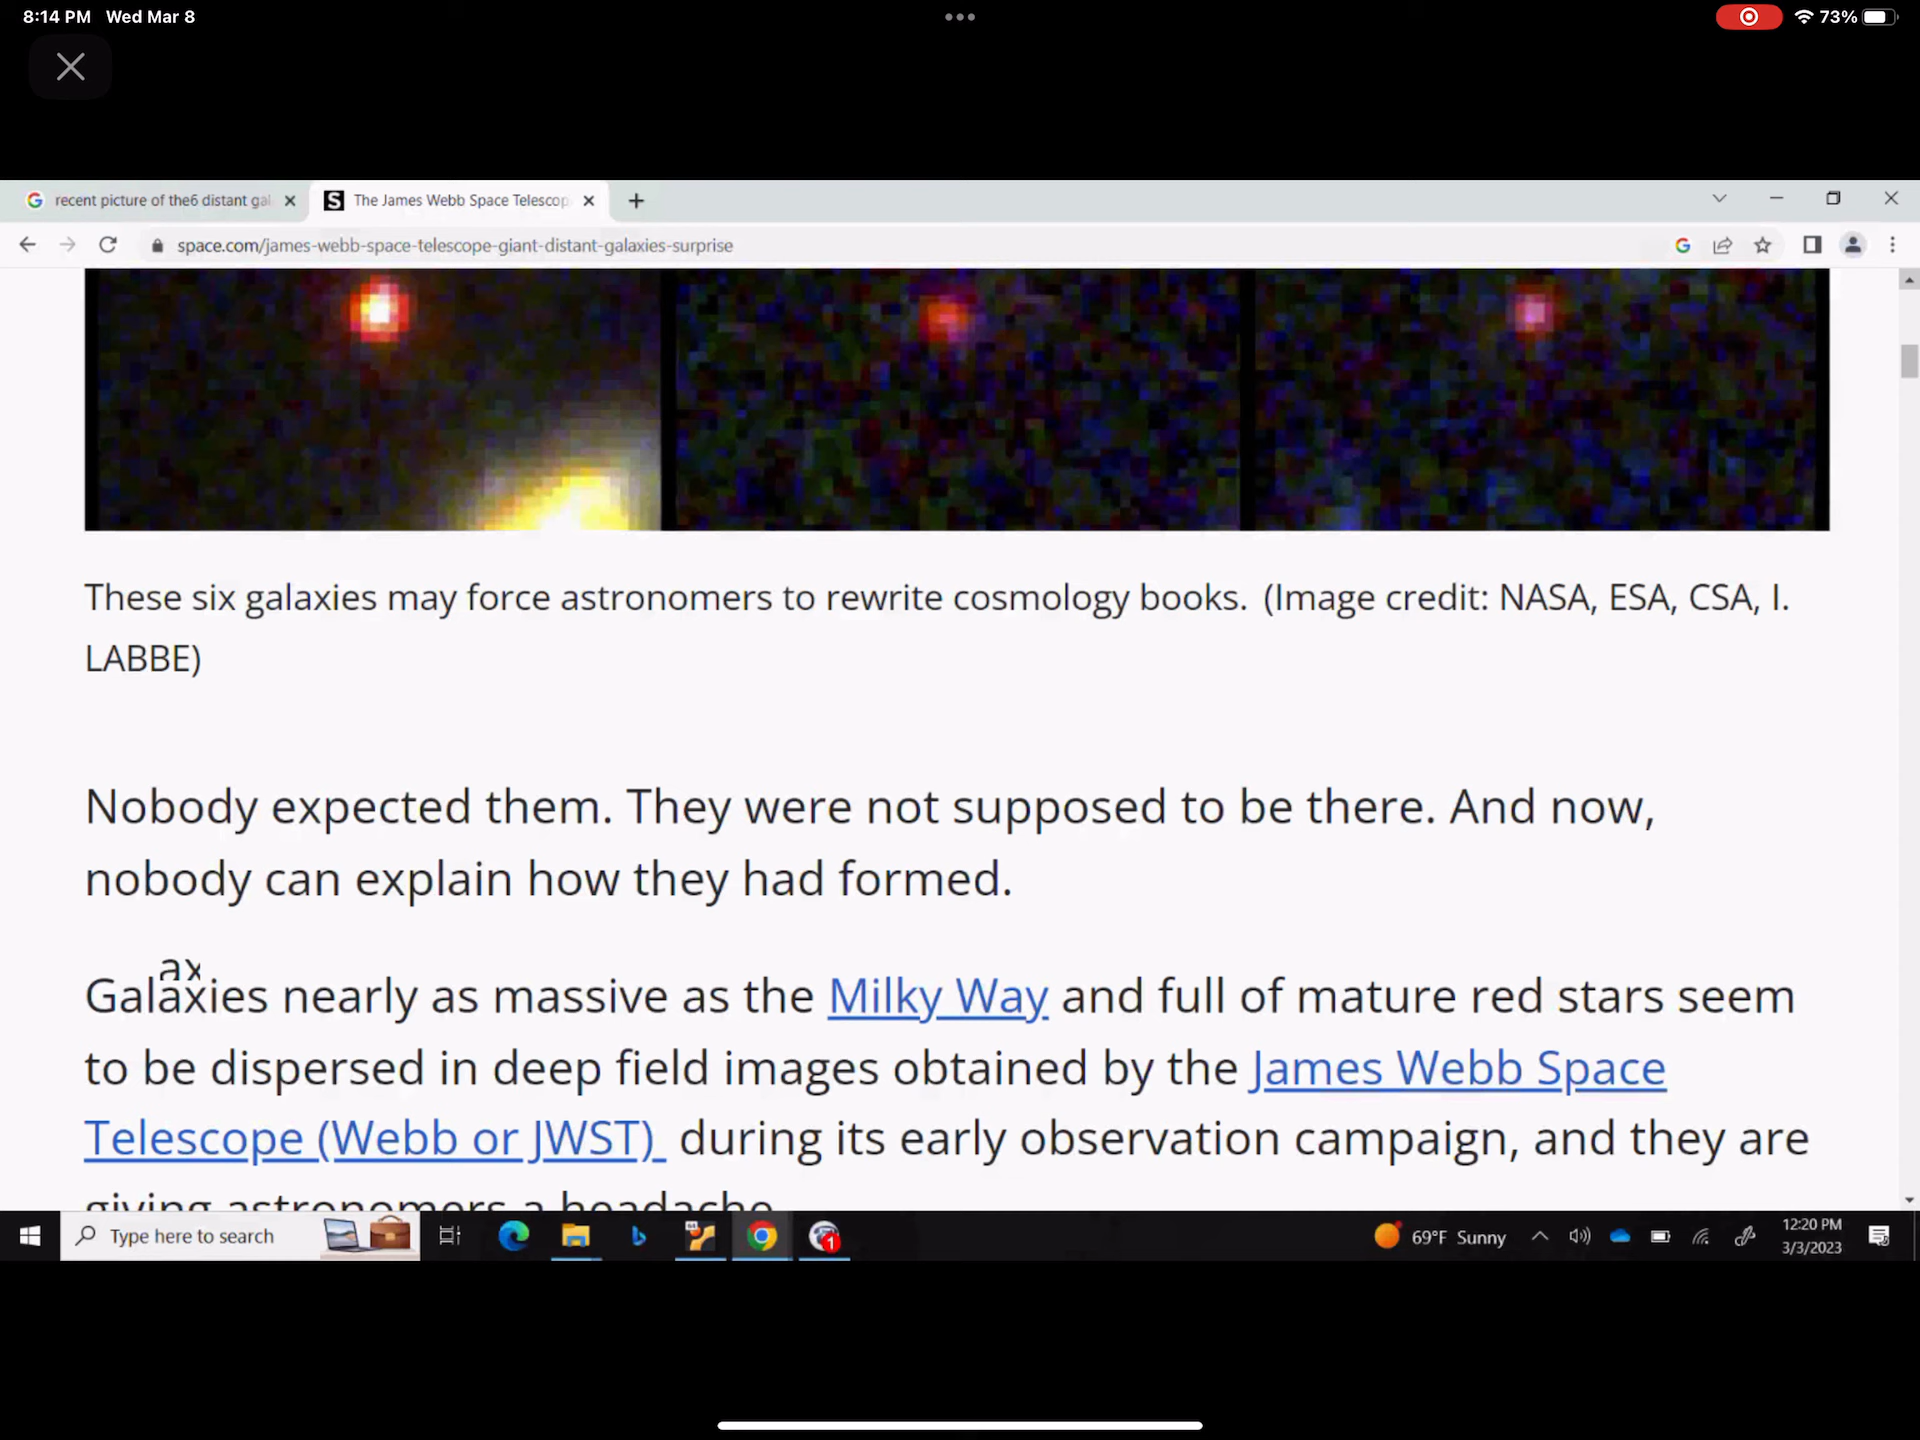 8:14 PM Wed Mar 8
73%
recent picture of the6 distant gal
The James Webb Space Telescop
space.com/james-webb-space-telescope-giant-distant-galaxies-surprise
These six galaxies may force astronomers to rewrite cosmology books. (Image credit: NASA, ESA, CSA, I.
LABBE)
Nobody expected them. They were not supposed to be there. And now,
nobody can explain how they had formed.
ax
Galaxies nearly as massive as the Milky Way and full of mature red stars seem
to be dispersed in deep field images obtained by the James Webb Space
Telescope (Webb or JWST) during its early observation campaign, and they are
giving astronomers a headache.
Type here to search
1
69°F Sunny
12:20 PM
3/3/2023